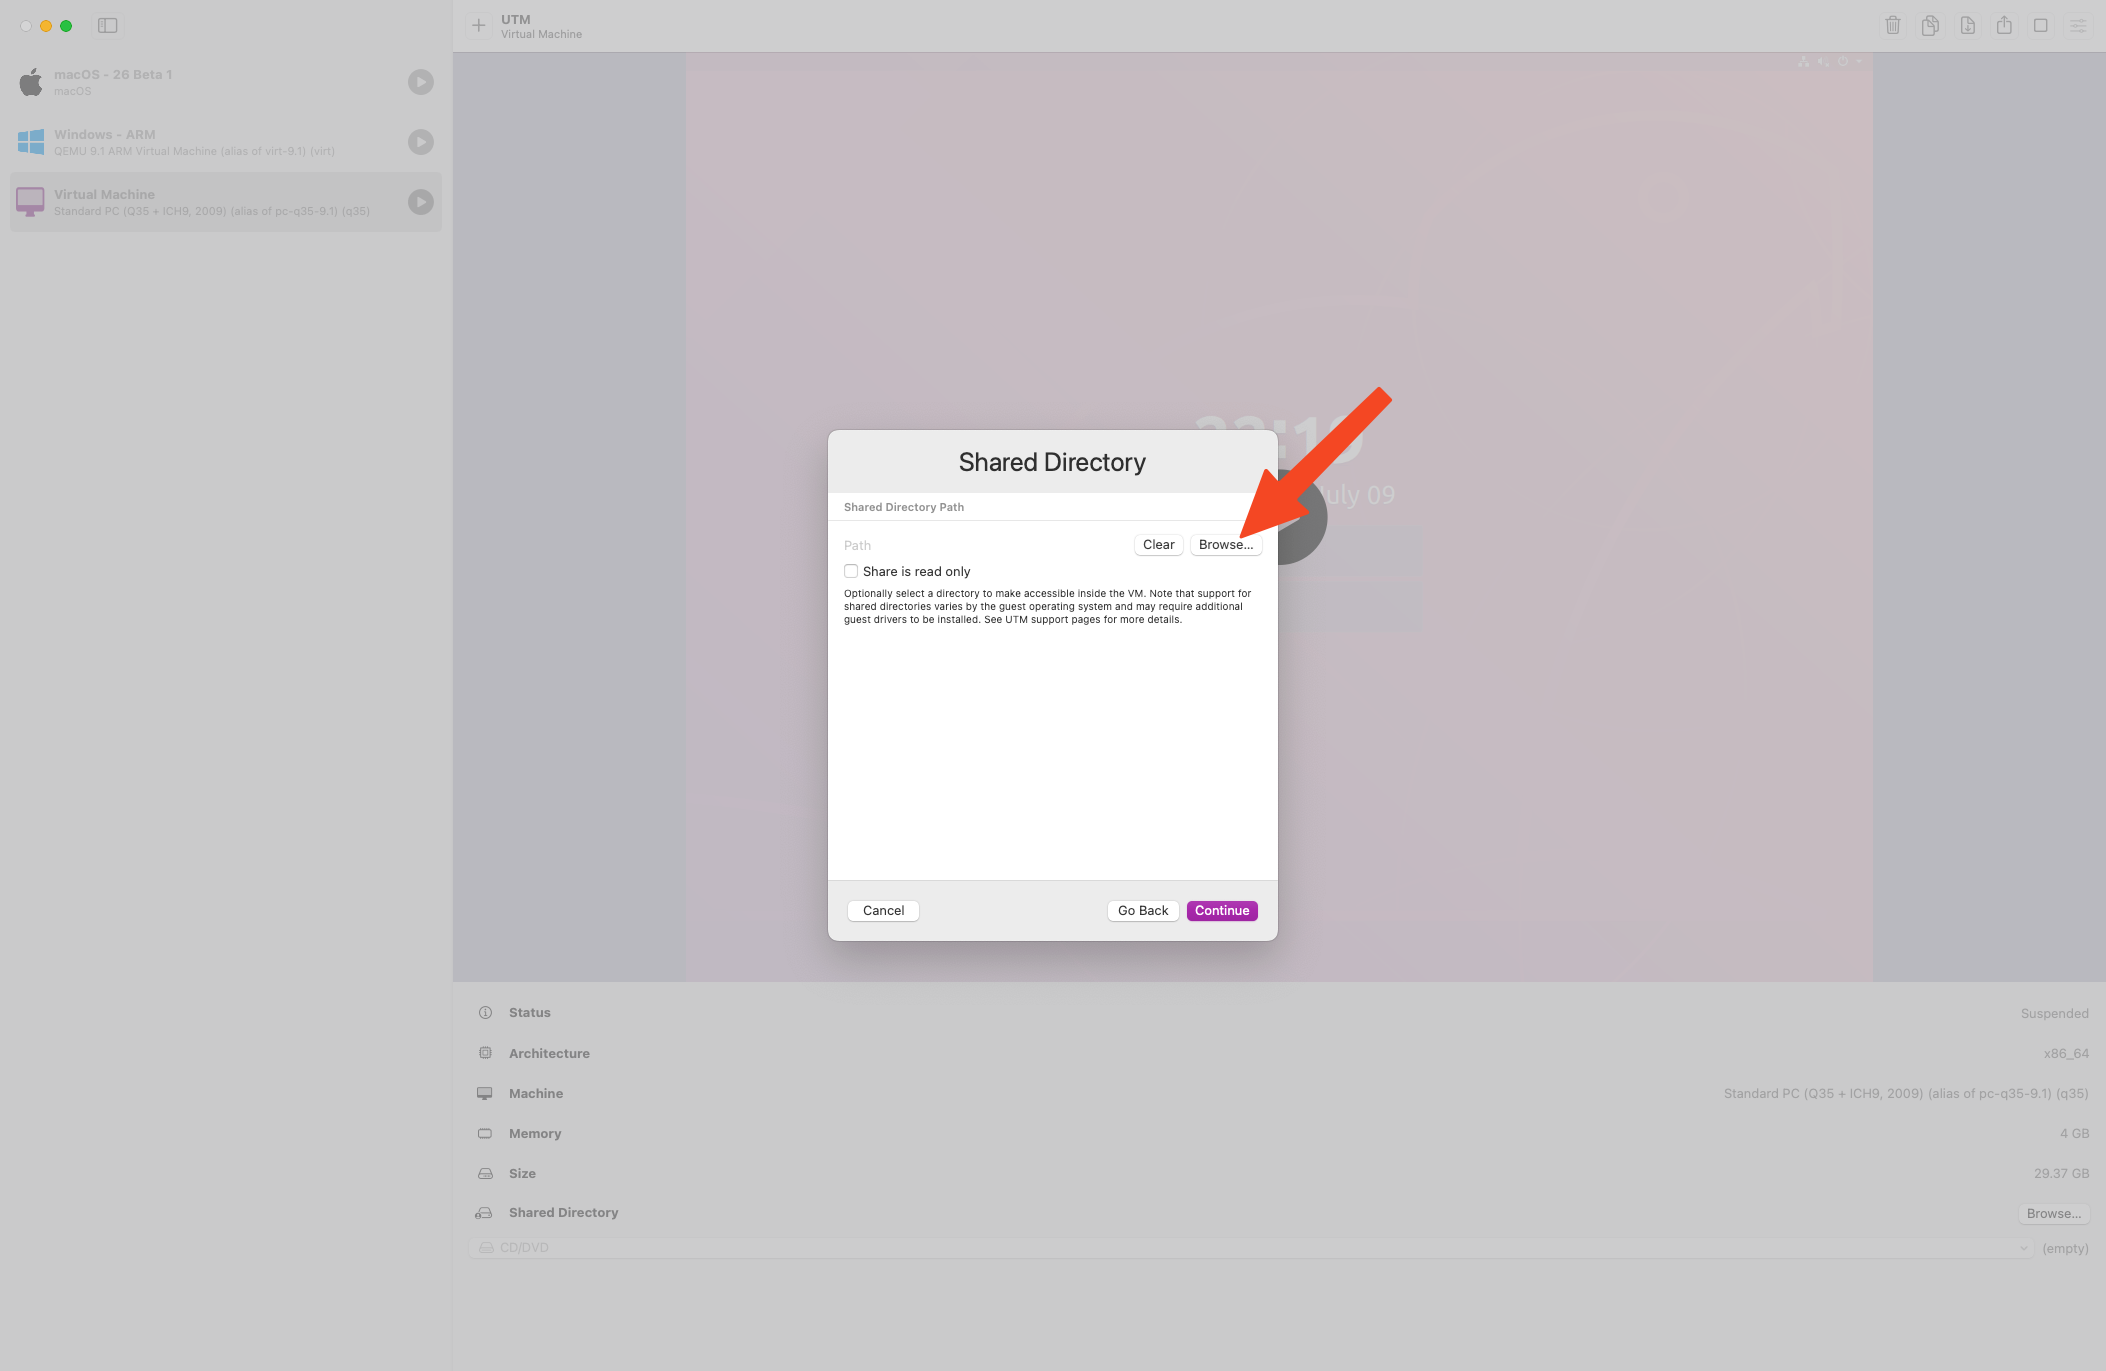 UTM
Virtual Machine
macOS - 26 Beta 1
macOS
Windows - ARM
QEMU 9.1 ARM Virtual Machine (alias of virt-9.1) (virt)
Virtual Machine
Standard PC (Q35 + ICH9, 2009) (alias of pc-q35-9.1) (q35)
July 09
Shared Directory
Shared Directory Path
Path
Clear
Browse...
Share is read only
Optionally select a directory to make accessible inside the VM. Note that support for
shared directories varies by the guest operating system and may require additional
guest drivers to be installed. See UTM support pages for more details.
Cancel
Go Back
Continue
Status
Suspended
Architecture
x86_64
Machine
Standard PC (Q35 + ICH9, 2009) (alias of pc-q35-9.1) (q35)
Memory
4 GB
Size
29.37 GB
Shared Directory
Browse...
CD/DVD
(empty)